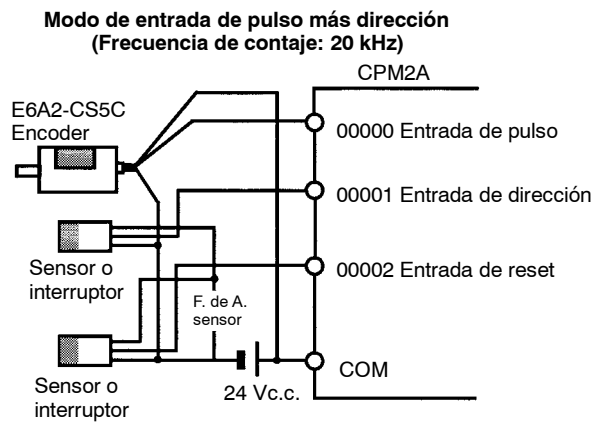 Modo de entrada de pulso más dirección
(Frecuencia de contaje: 20 kHz)
CPM2A
E6A2-CS5C
Encoder
00000 Entrada de pulso
00001 Entrada de dirección
Sensor o
interruptor
00002 Entrada de reset
F. de A.
sensor
COM
24 Vc.c.
Sensor o
interruptor